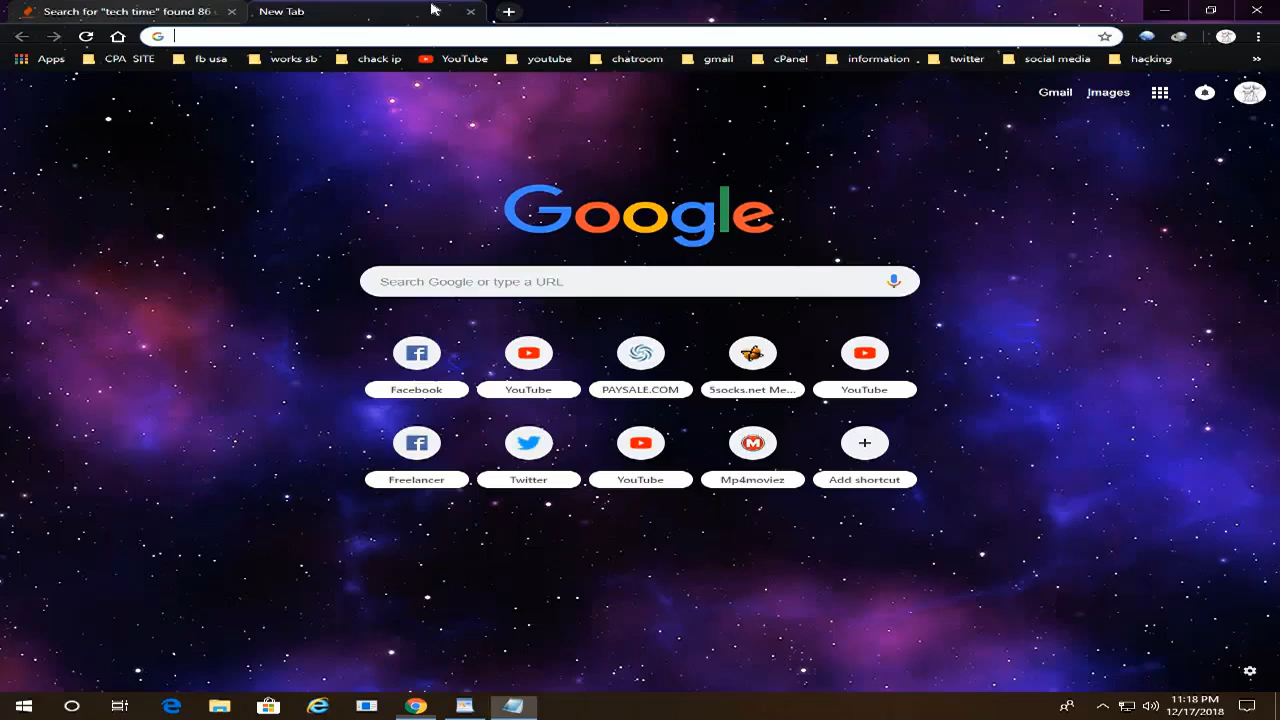 Search for "tech time" found 86
New Tab
Apps CPA SITE fb usa works sb chack ip YouTube youtube chatroom gmail cPanel information twitter social media hacking »
Gmail Images
Google
Search Google or type a URL
Facebook YouTube PAYSALE.COM 5socks.net Me... YouTube
Freelancer Twitter YouTube Mp4moviez Add shortcut
11:18 PM
12/17/2018